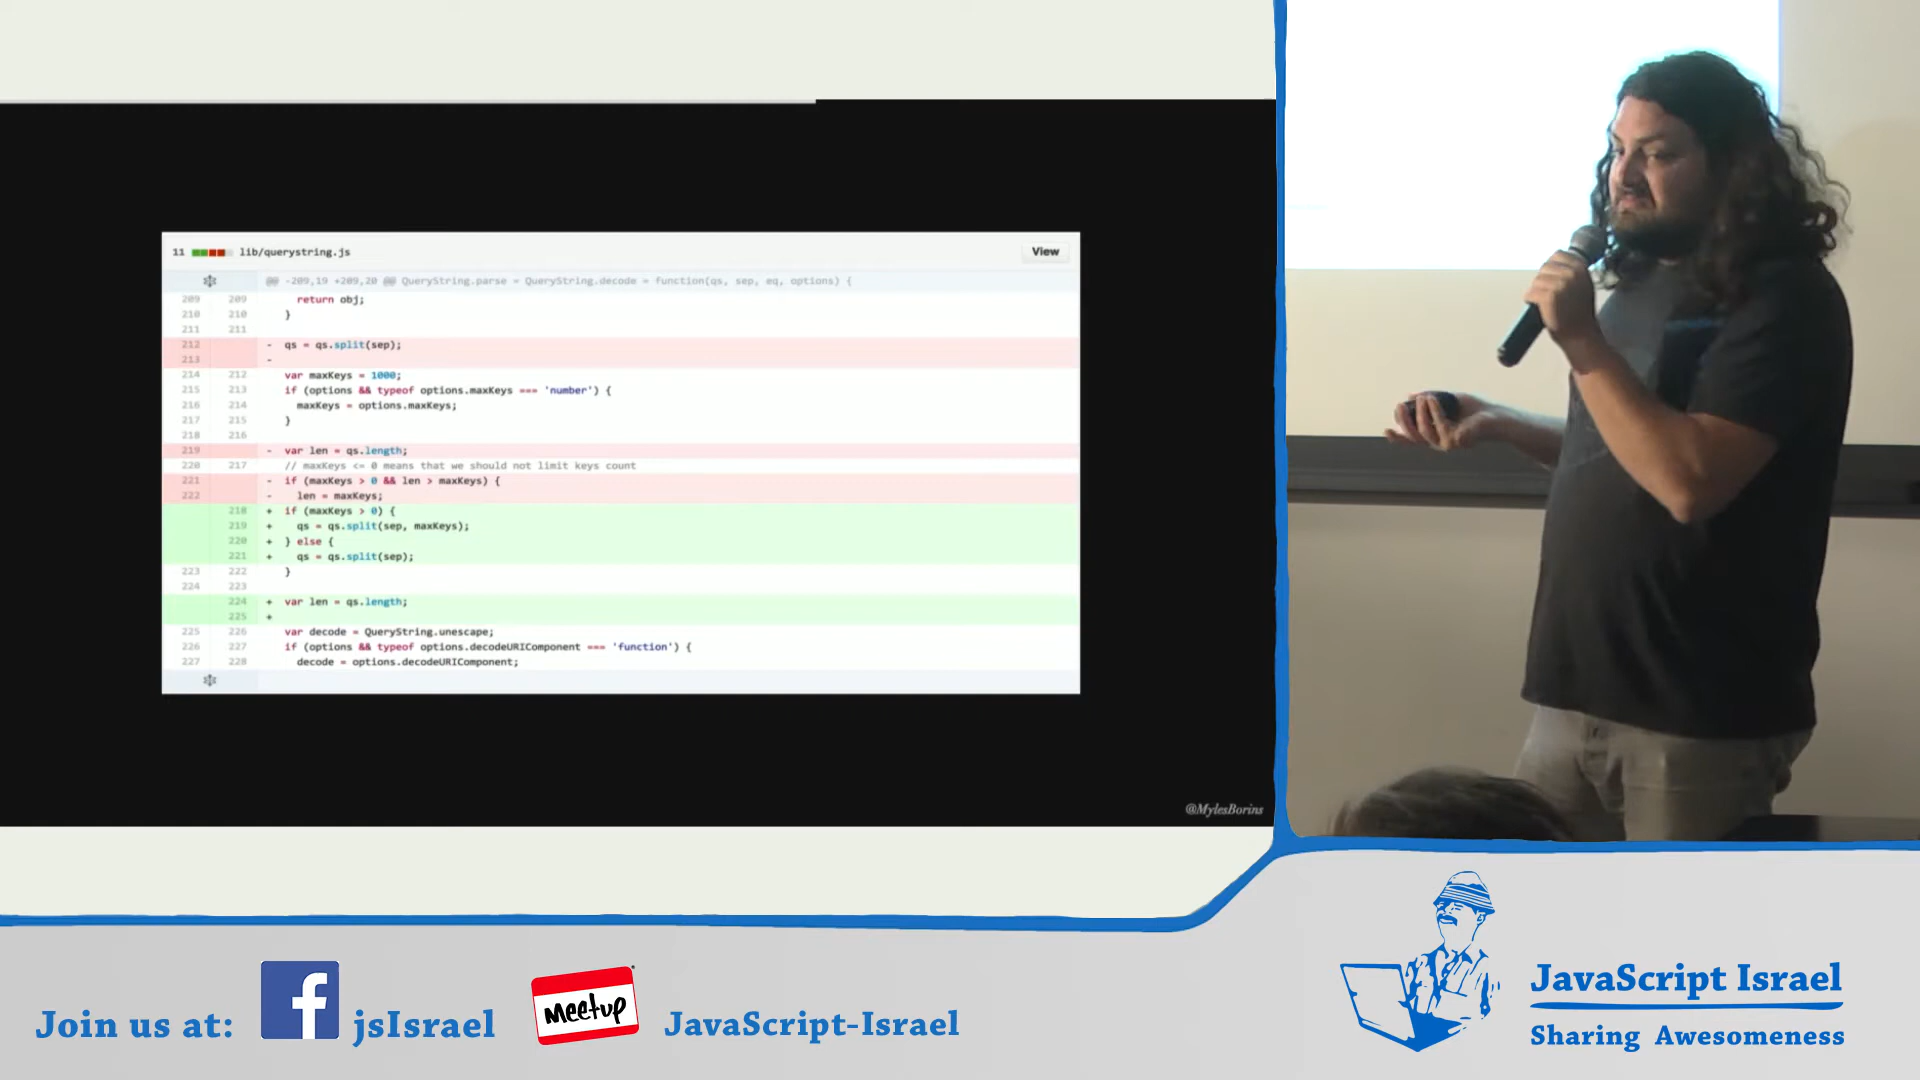 11 lib/querystring.js View
@@ -209,19 +209,20 @@ QueryString.parse = QueryString.decode = function(qs, sep, eq, options) {
209 209 return obj;
210 210 }
211 211
212 - qs = qs.split(sep);
213 -
214 212 var maxKeys = 1000;
215 213 if (options && typeof options.maxKeys === 'number') {
216 214 maxKeys = options.maxKeys;
217 215 }
218 216
219 - var len = qs.length;
220 217 // maxKeys <= 0 means that we should not limit keys count
221 - if (maxKeys > 0 && len > maxKeys) {
222 - len = maxKeys;
218 + if (maxKeys > 0) {
219 + qs = qs.split(sep, maxKeys);
220 + } else {
221 + qs = qs.split(sep);
223 222 }
224 223
224 + var len = qs.length;
225 +
225 226 var decode = QueryString.unescape;
226 227 if (options && typeof options.decodeURIComponent === 'function') {
227 228 decode = options.decodeURIComponent;
@MylesBorins
Join us at: f jsIsrael Meetup JavaScript-Israel
JavaScript Israel
Sharing Awesomeness